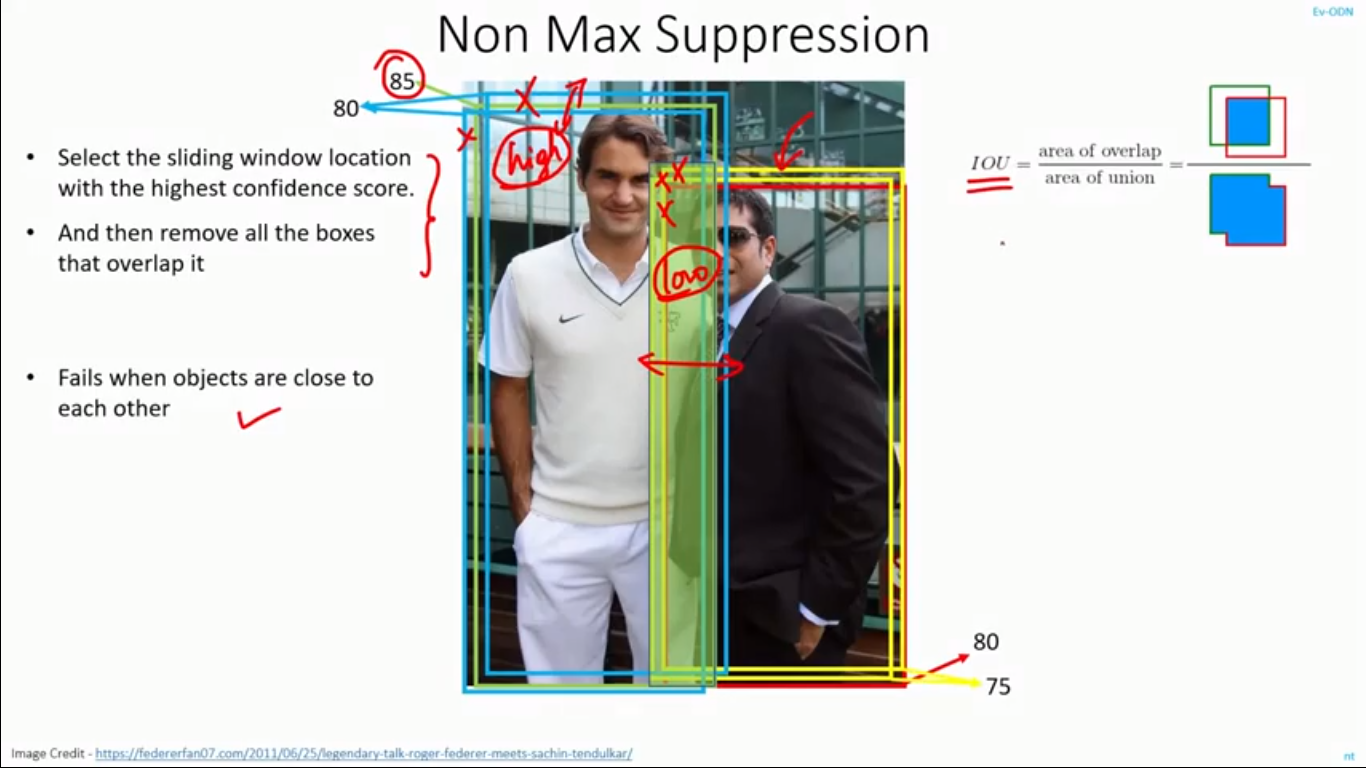 Ev-ODN
Non Max Suppression
85
80
high
• Select the sliding window location
with the highest confidence score.
• And then remove all the boxes
that overlap it
IOU = area of overlap / area of union =
low
• Fails when objects are close to
each other
80
75
Image Credit - https://federerfan07.com/2011/06/25/legendary-talk-roger-federer-meets-sachin-tendulkar/
nt